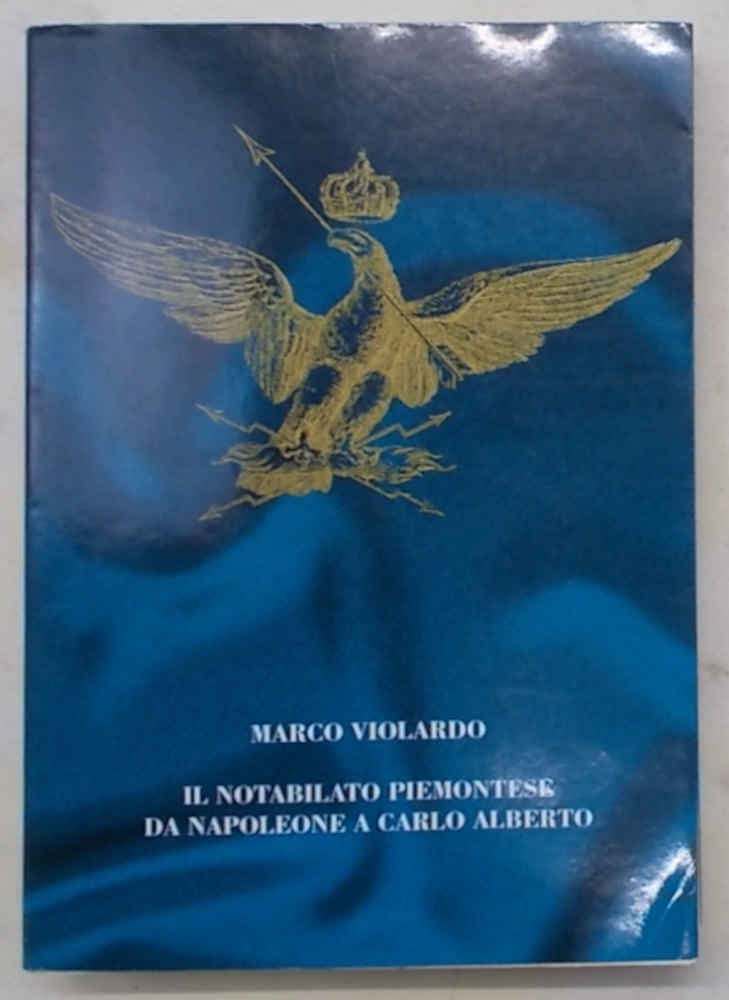 MARCO VIOLARDO
IL NOTABILATO PIEMONTESE
DA NAPOLEONE A CARLO ALBERTO